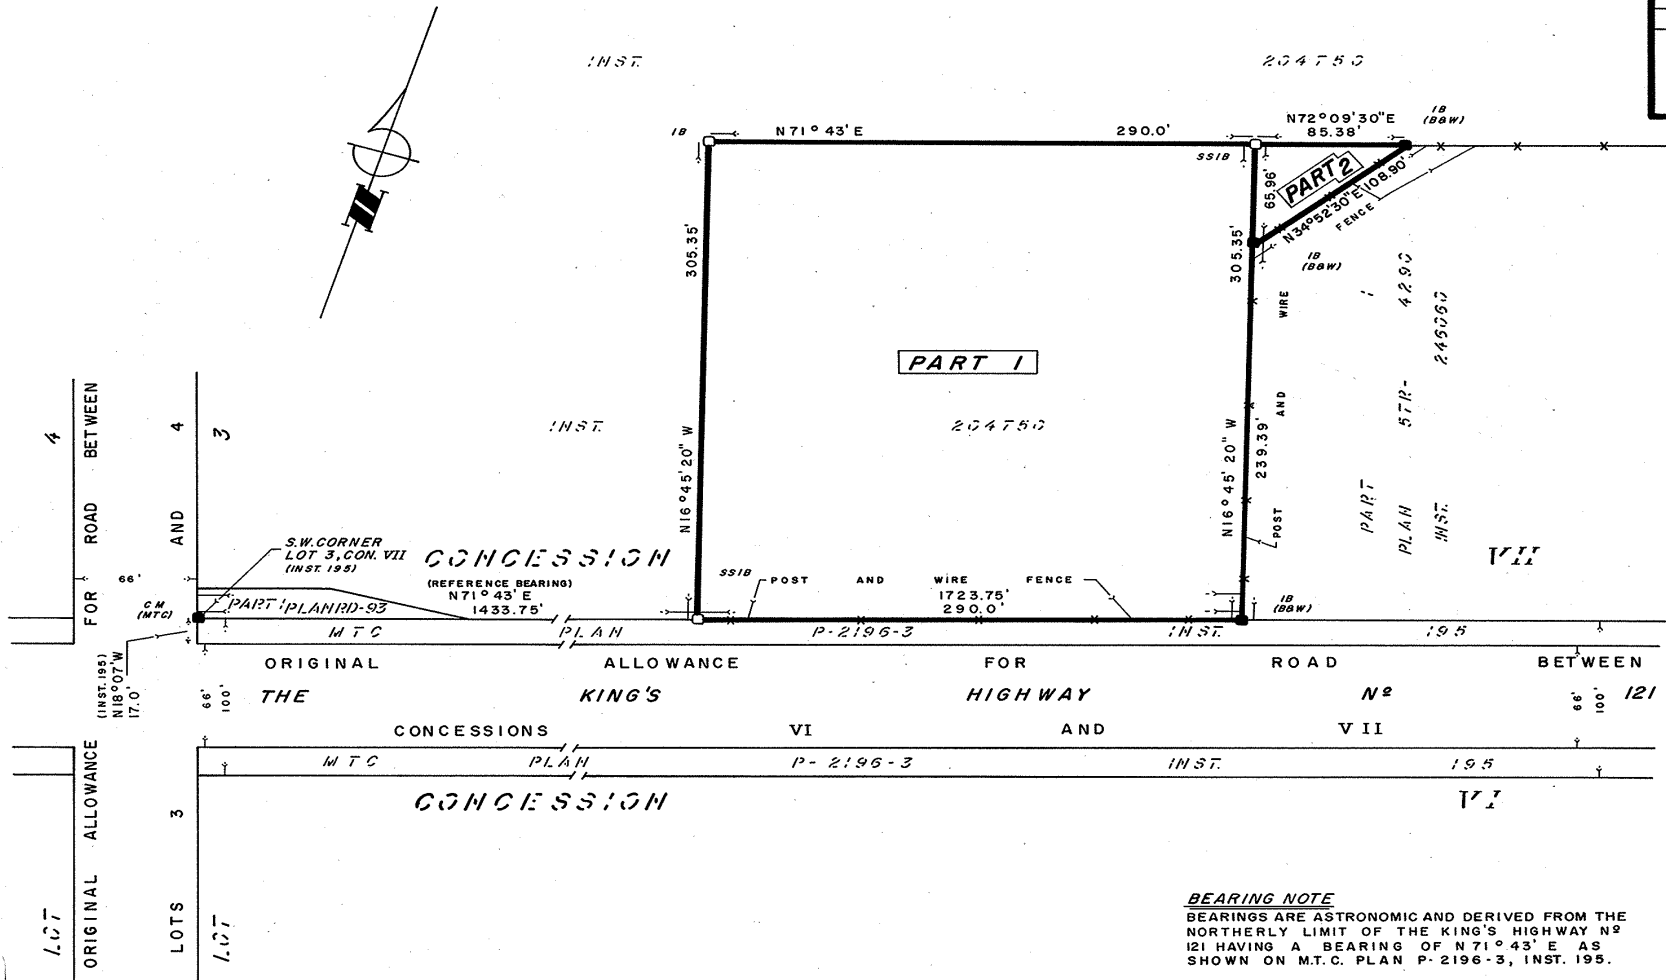 INST.
204750
IB
N71°43'E
290.0'
N72°09'30"E
85.38'
IB
(B&W)
SSIB
PART 2
65.96'
N34°52'30"E 108.90'
FENCE
IB
(B&W)
305.35'
305.35'
PART 1
INST.
204750
N16°45'20" W
N16°45'20" W
239.39'
POST AND WIRE
PART 1
PLAN 5TR- 4290
INST. 246060
4
FOR ROAD BETWEEN
AND 4
3
66'
S.W. CORNER
LOT 3, CON. VII
(INST. 195)
CONCESSION
VII
(REFERENCE BEARING)
N71°43' E
1433.75'
SSIB
POST AND WIRE FENCE
1723.75'
290.0'
IB
(B&W)
CM
(MTC)
PART 1 PLAN RD-93
MTC PLAN P-2196-3 INST. 195
(INST. 195)
N18°07'W
17.0'
ORIGINAL ALLOWANCE FOR ROAD BETWEEN
66'
100'
THE KING'S HIGHWAY Nº 121
66'
100'
CONCESSIONS VI AND VII
MTC PLAN P-2196-3 INST. 195
CONCESSION VI
LOT
ORIGINAL ALLOWANCE
LOTS 3
LOT
BEARING NOTE
BEARINGS ARE ASTRONOMIC AND DERIVED FROM THE
NORTHERLY LIMIT OF THE KING'S HIGHWAY Nº
121 HAVING A BEARING OF N 71° 43' E AS
SHOWN ON M.T.C. PLAN P-2196-3, INST. 195.